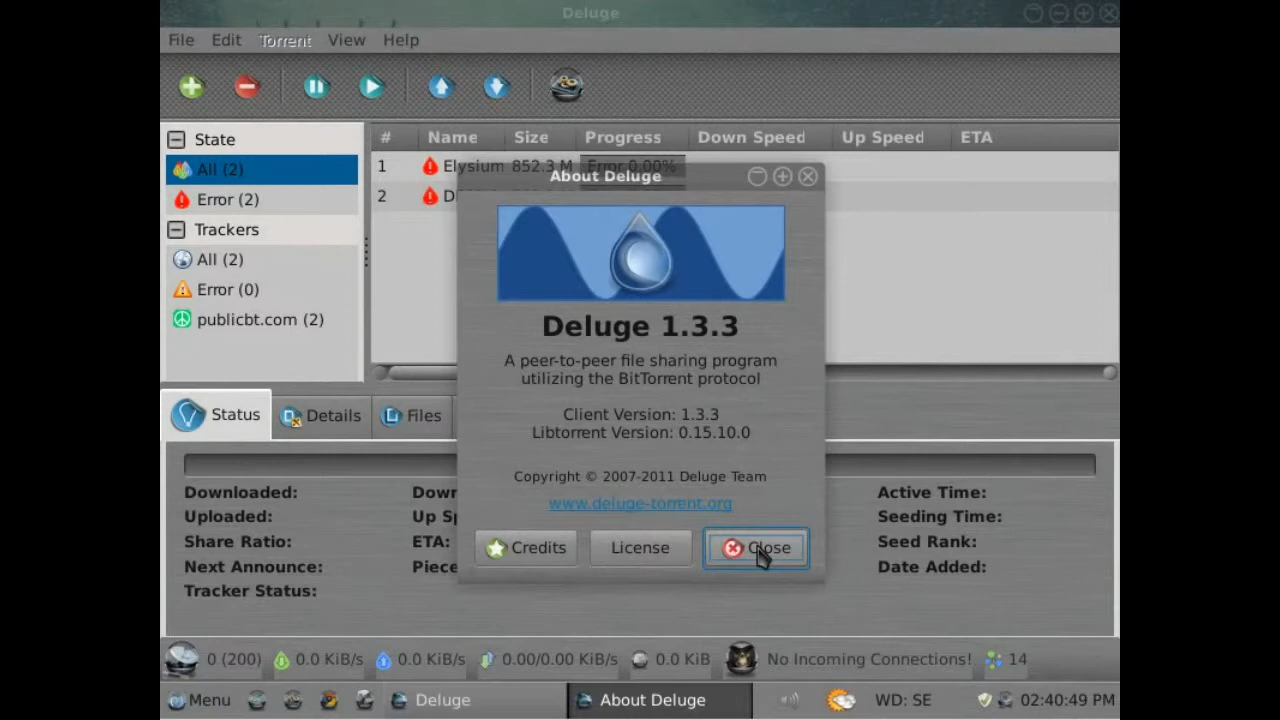 Deluge
File Edit Torrent View Help
# Name Size Progress Down Speed Up Speed ETA
State
All (2)
Error (2)
Trackers
All (2)
Error (0)
publicbt.com (2)
1 Elysium 852.3 M Error 0.00%
2
About Deluge
Deluge 1.3.3
A peer-to-peer file sharing program
utilizing the BitTorrent protocol
Client Version: 1.3.3
Libtorrent Version: 0.15.10.0
Copyright © 2007-2011 Deluge Team
www.deluge-torrent.org
Credits License Close
Status Details Files
Downloaded: Down Active Time:
Uploaded: Up Seeding Time:
Share Ratio: ETA: Seed Rank:
Next Announce: Piece Date Added:
Tracker Status:
0 (200) 0.0 KiB/s 0.0 KiB/s 0.00/0.00 KiB/s 0.0 KiB No Incoming Connections! 14
Menu Deluge About Deluge WD: SE 02:40:49 PM